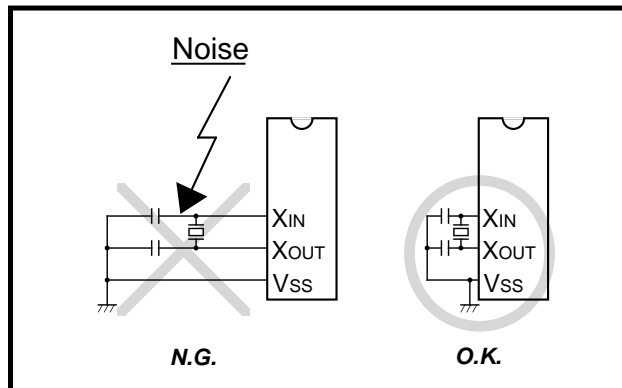 Noise
XIN
XOUT
VSS
N.G.
XIN
XOUT
VSS
O.K.